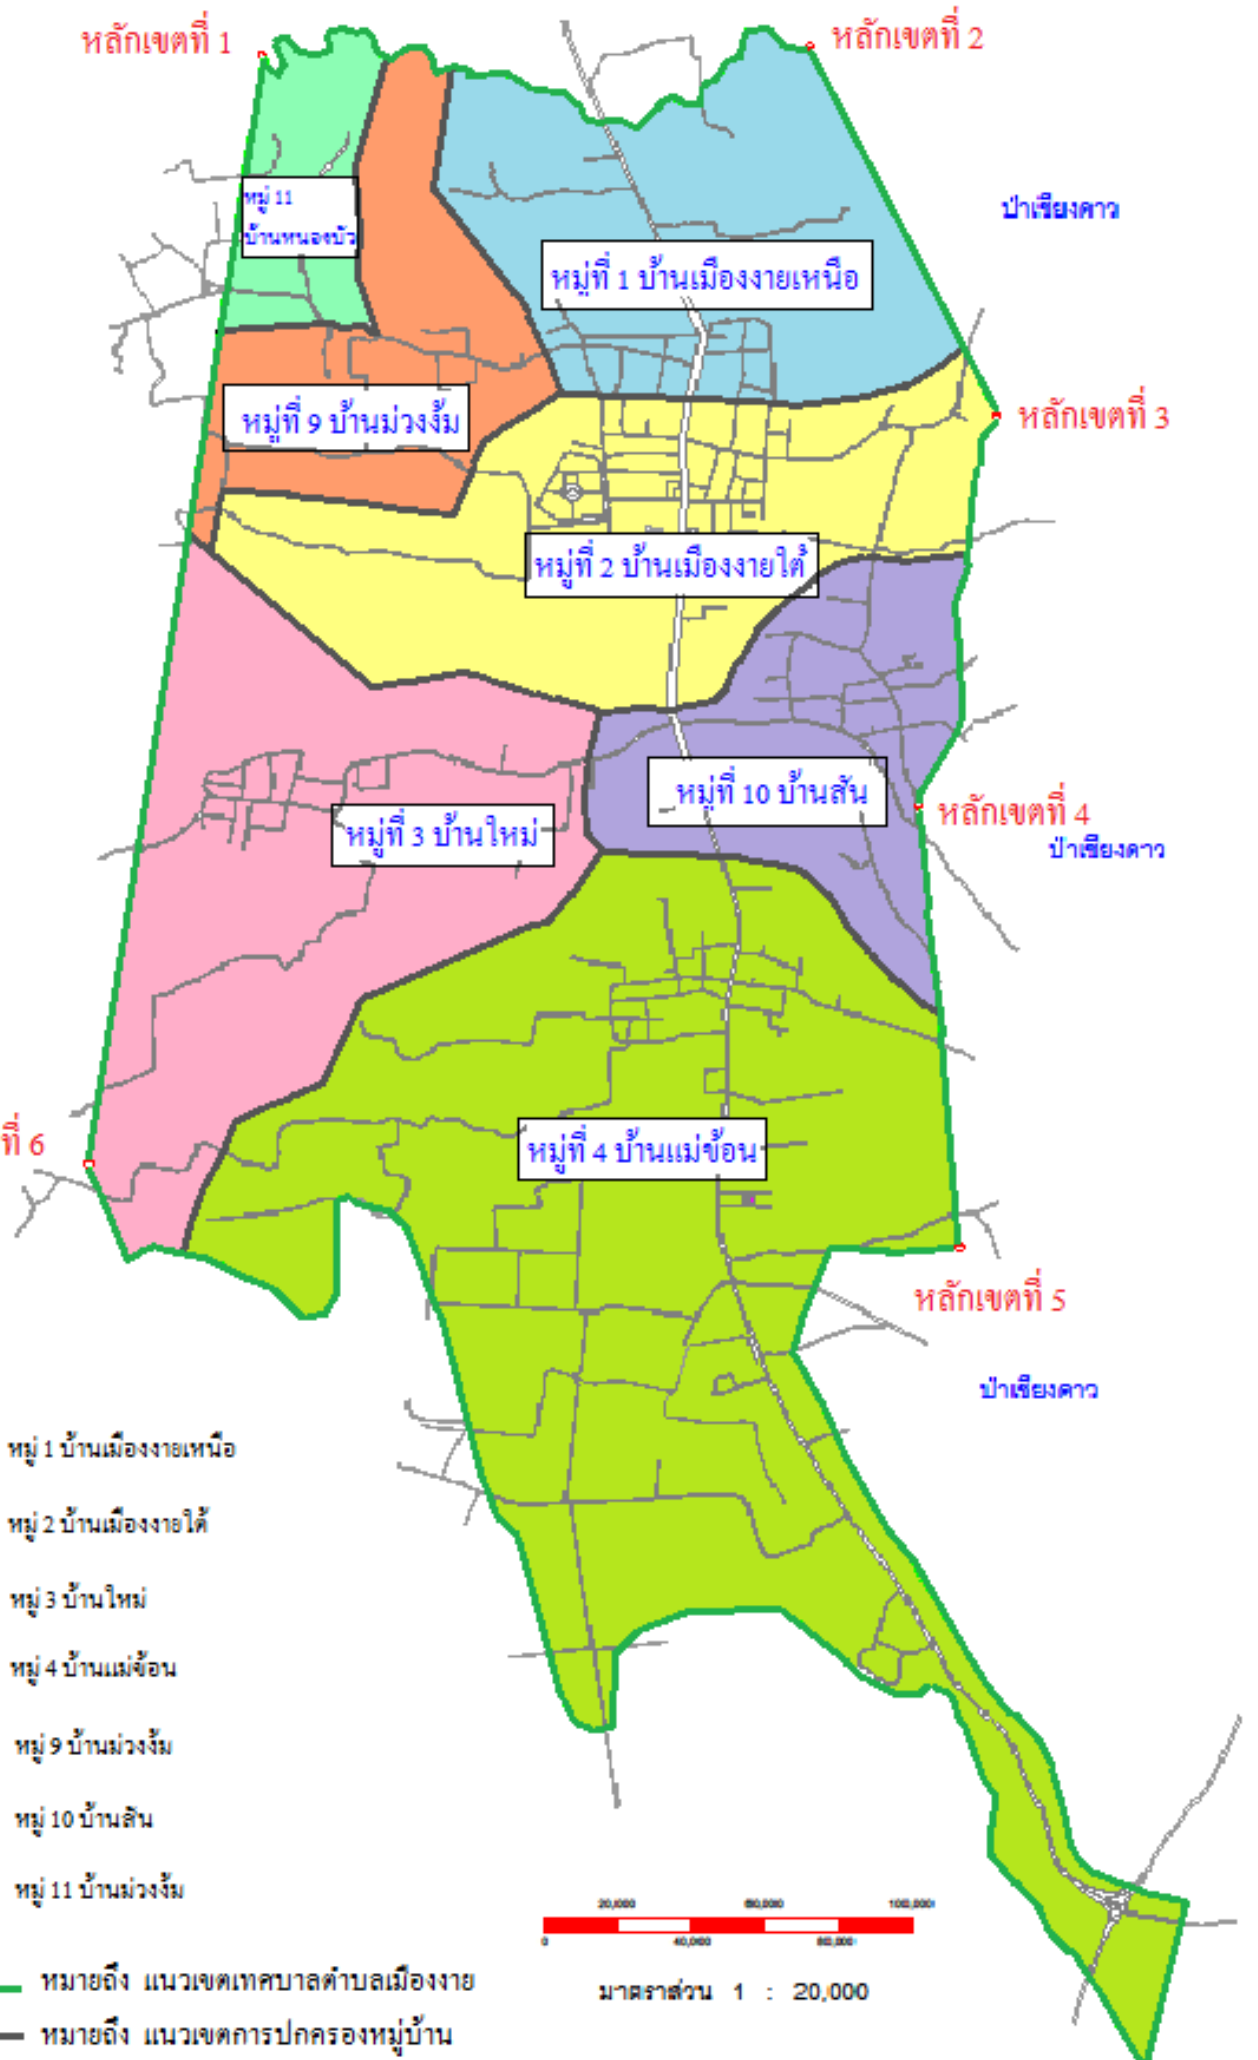 หลักเขตที่ 1
หลักเขตที่ 2
ป่าเชียงดาว
หมู่ 11
บ้านหนองบัว
หมู่ที่ 1 บ้านเมืองงายเหนือ
หมู่ที่ 9 บ้านม่วงง้ม
หลักเขตที่ 3
หมู่ที่ 2 บ้านเมืองงายใต้
หมู่ที่ 10 บ้านสัน
หลักเขตที่ 4
หมู่ที่ 3 บ้านใหม่
ป่าเชียงดาว
ที่ 6
หมู่ที่ 4 บ้านแม่ข้อน
หลักเขตที่ 5
ป่าเชียงดาว
หมู่ 1 บ้านเมืองงายเหนือ
หมู่ 2 บ้านเมืองงายใต้
หมู่ 3 บ้านใหม่
หมู่ 4 บ้านแม่ข้อน
หมู่ 9 บ้านม่วงง้ม
หมู่ 10 บ้านสัน
หมู่ 11 บ้านม่วงง้ม
20,000 60,000 100,000
0 40,000 80,000
มาตราส่วน 1 : 20,000
หมายถึง แนวเขตเทศบาลตำบลเมืองงาย
หมายถึง แนวเขตการปกครองหมู่บ้าน